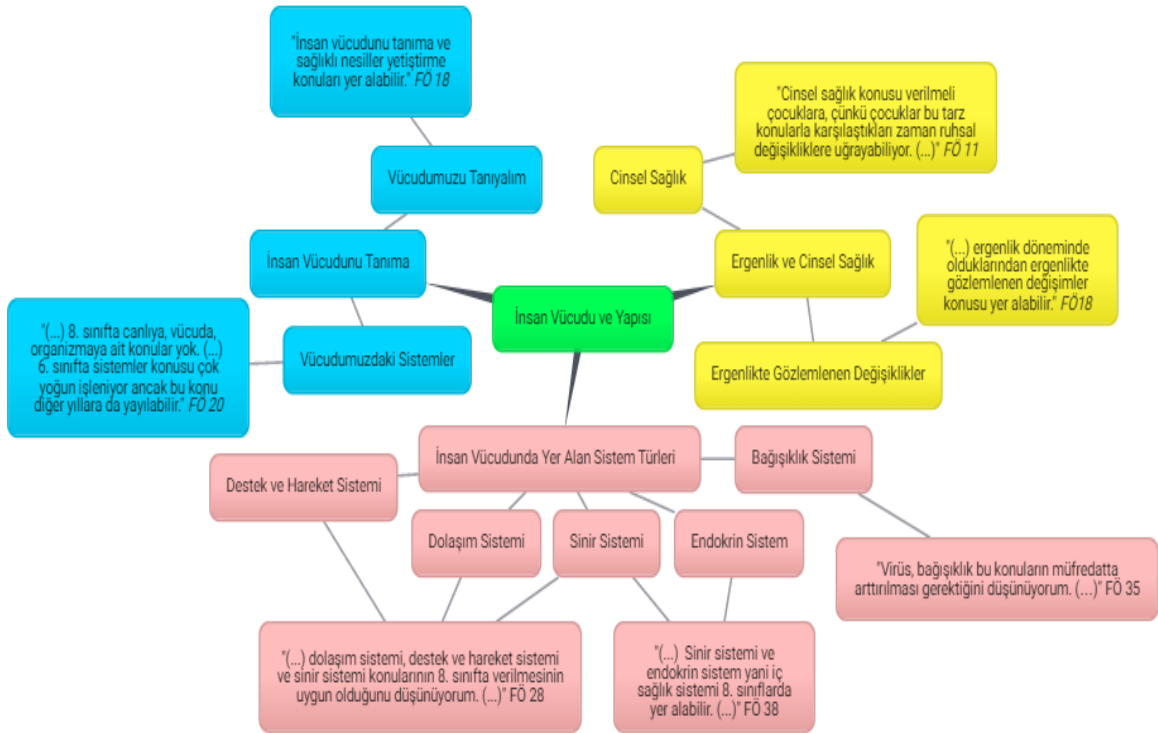 "İnsan vücudunu tanıma ve
sağlıklı nesiller yetiştirme
konuları yer alabilir." FÖ 18
"Cinsel sağlık konusu verilmeli
çocuklara, çünkü çocuklar bu tarz
konularla karşılaştıkları zaman ruhsal
değişikliklere uğrayabiliyor. (...)" FÖ 11
Vücudumuzu Tanıyalım
Cinsel Sağlık
İnsan Vücudunu Tanıma
Ergenlik ve Cinsel Sağlık
"(...) ergenlik döneminde
olduklarından ergenlikte
gözlemlenen değişimler
konusu yer alabilir." FÖ18
İnsan Vücudu ve Yapısı
"(...) 8. sınıfta canlıya, vücuda,
organizmaya ait konular yok. (...)
6. sınıfta sistemler konusu çok
yoğun işleniyor ancak bu konu
diğer yıllara da yayılabilir." FÖ 20
Vücudumuzdaki Sistemler
Ergenlikte Gözlemlenen Değişiklikler
İnsan Vücudunda Yer Alan Sistem Türleri
Bağışıklık Sistemi
Destek ve Hareket Sistemi
Dolaşım Sistemi
Sinir Sistemi
Endokrin Sistem
"Virüs, bağışıklık bu konuların müfredatta
arttırılması gerektiğini düşünüyorum. (...)" FÖ 35
"(...) dolaşım sistemi, destek ve hareket sistemi
ve sinir sistemi konularının 8. sınıfta verilmesinin
uygun olduğunu düşünüyorum. (...)" FÖ 28
"(...) Sinir sistemi ve
endokrin sistem yani iç
sağlık sistemi 8. sınıflarda
yer alabilir. (...)" FÖ 38